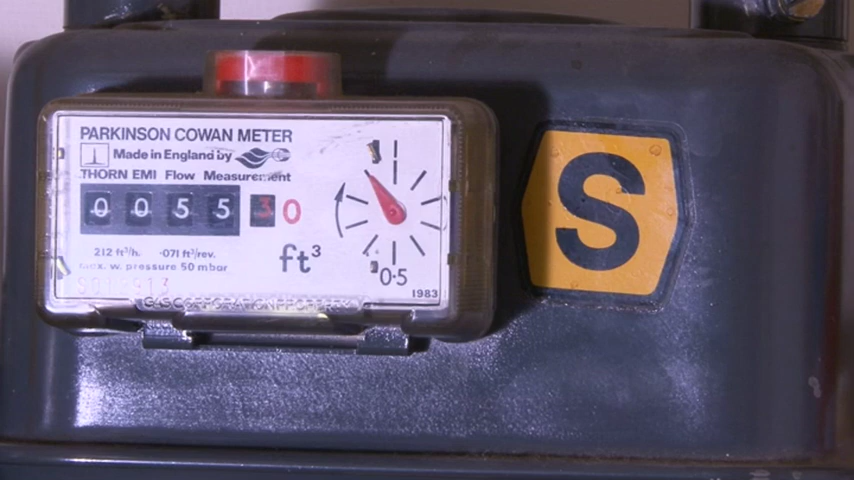 PARKINSON COWAN METER
Made in England by
THORN EMI Flow Measurement
0 0 5 5 3 0
212 ft³/h. ·071 ft³/rev.
max. w. pressure 50 mbar
ft³
0·5
1983
S